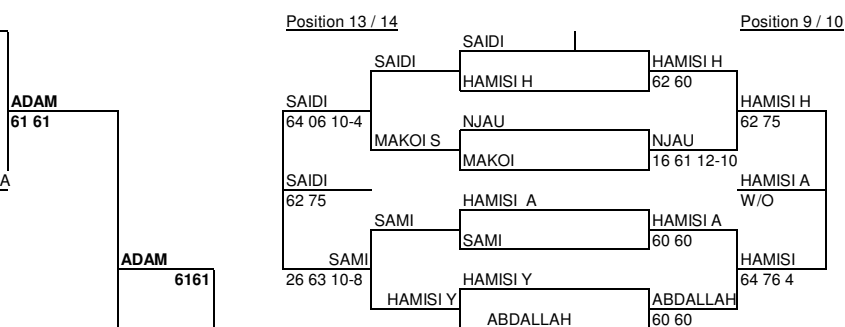 Position 13 / 14
Position 9 / 10
SAIDI
SAIDI
HAMISI H
HAMISI H
62 60
ADAM
61 61
SAIDI
64 06 10-4
HAMISI H
62 75
NJAU
MAKOI S
NJAU
MAKOI
16 61 12-10
A
SAIDI
62 75
HAMISI A
W/O
HAMISI A
SAMI
HAMISI A
SAMI
60 60
ADAM
6161
SAMI
26 63 10-8
HAMISI
64 76 4
HAMISI Y
HAMISI Y
ABDALLAH
ABDALLAH
60 60